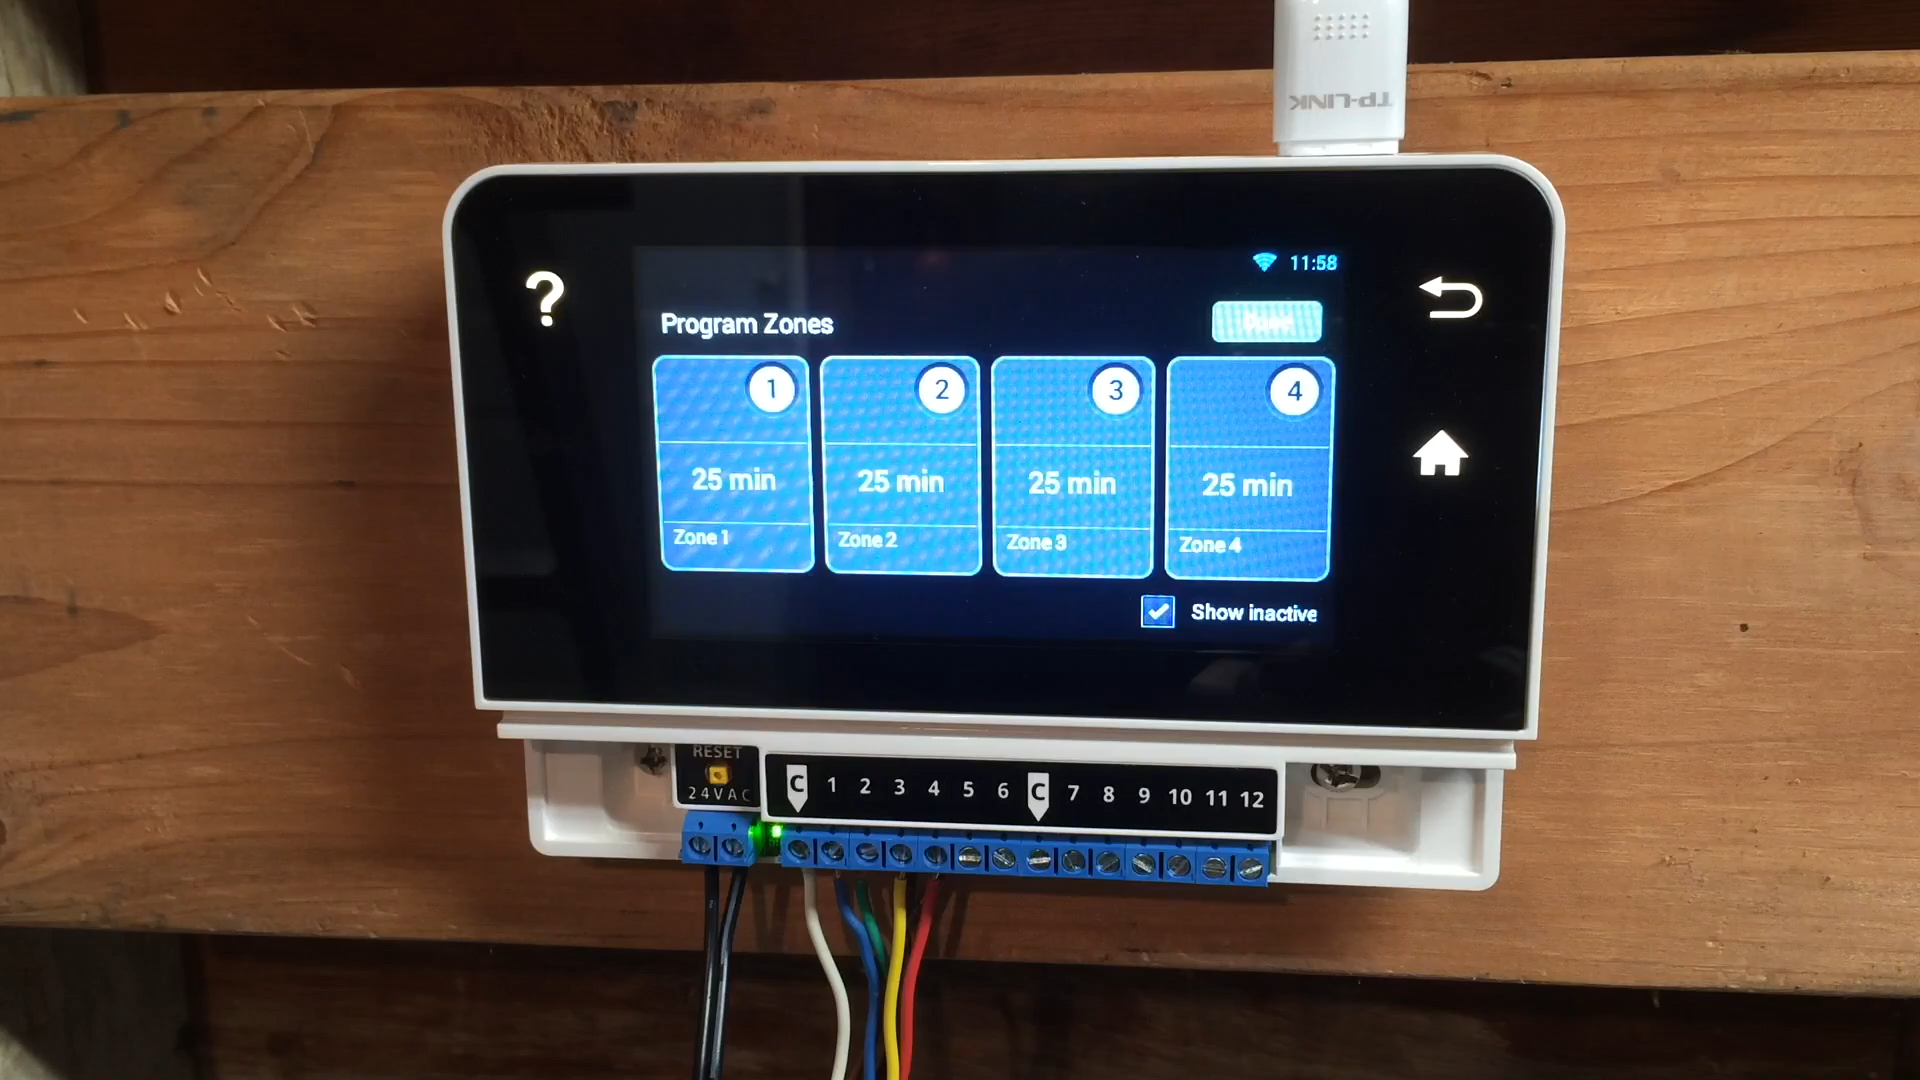 TP-LINK
?
11:58
Program Zones
1 2 3 4
25 min 25 min 25 min 25 min
Zone 1 Zone 2 Zone 3 Zone 4
Show inactive
RESET
24VAC
C 1 2 3 4 5 6 C 7 8 9 10 11 12